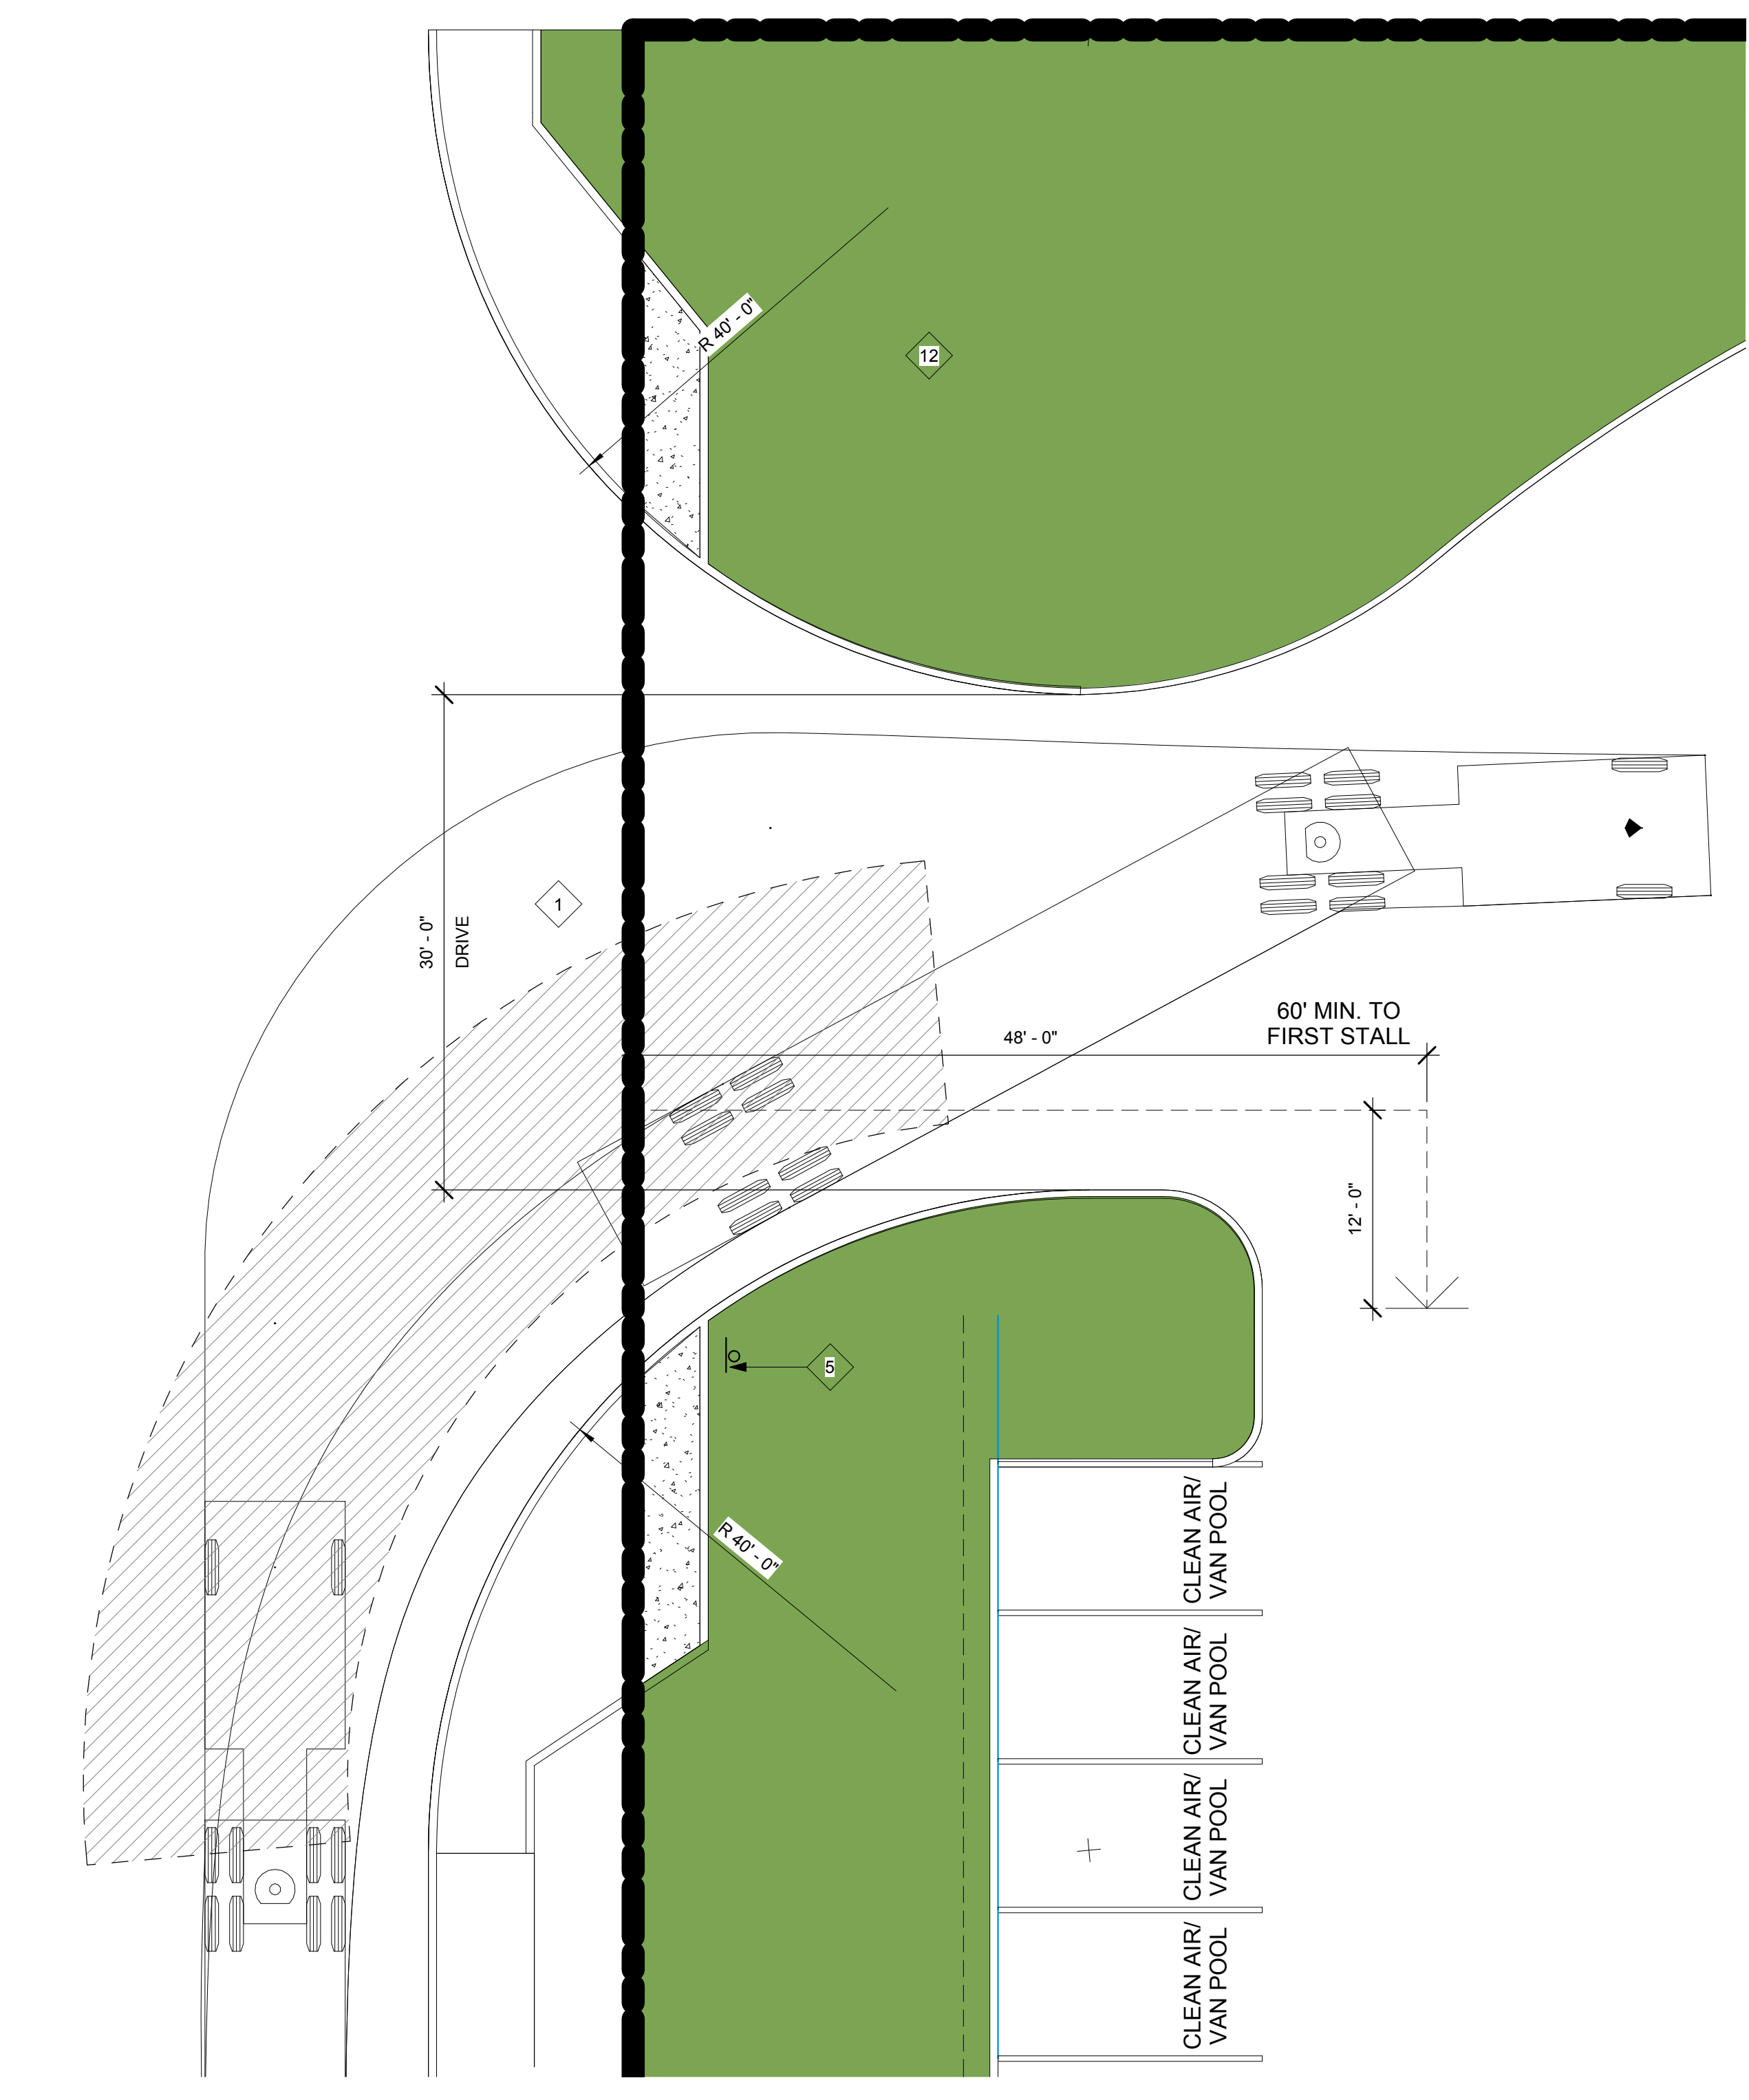 R 40' - 0"
12
1
30' - 0"
DRIVE
60' MIN. TO
FIRST STALL
48' - 0"
12' - 0"
5
R 40' - 0"
CLEAN AIR/
VAN POOL
CLEAN AIR/
VAN POOL
CLEAN AIR/
VAN POOL
CLEAN AIR/
VAN POOL